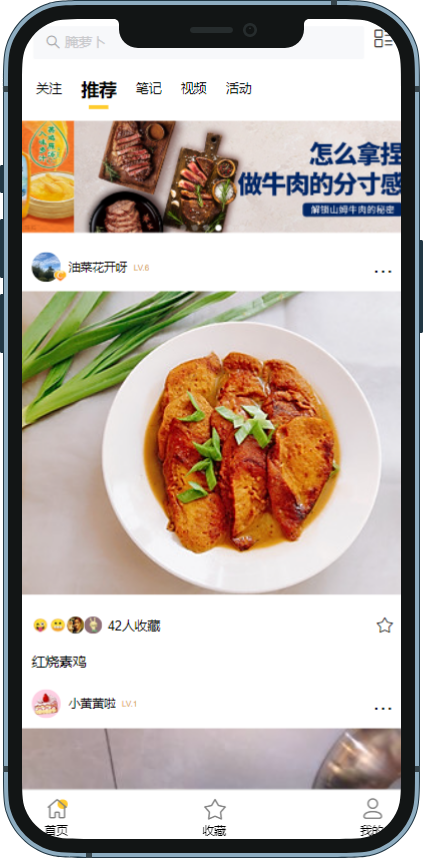 腌萝卜
关注 推荐 笔记 视频 活动
怎么拿捏
做牛肉的分寸感
解锁山姆牛肉的秘密
油菜花开呀 LV.6
...
42人收藏
红烧素鸡
小黄黄啦 LV.1
...
首页 收藏 我的